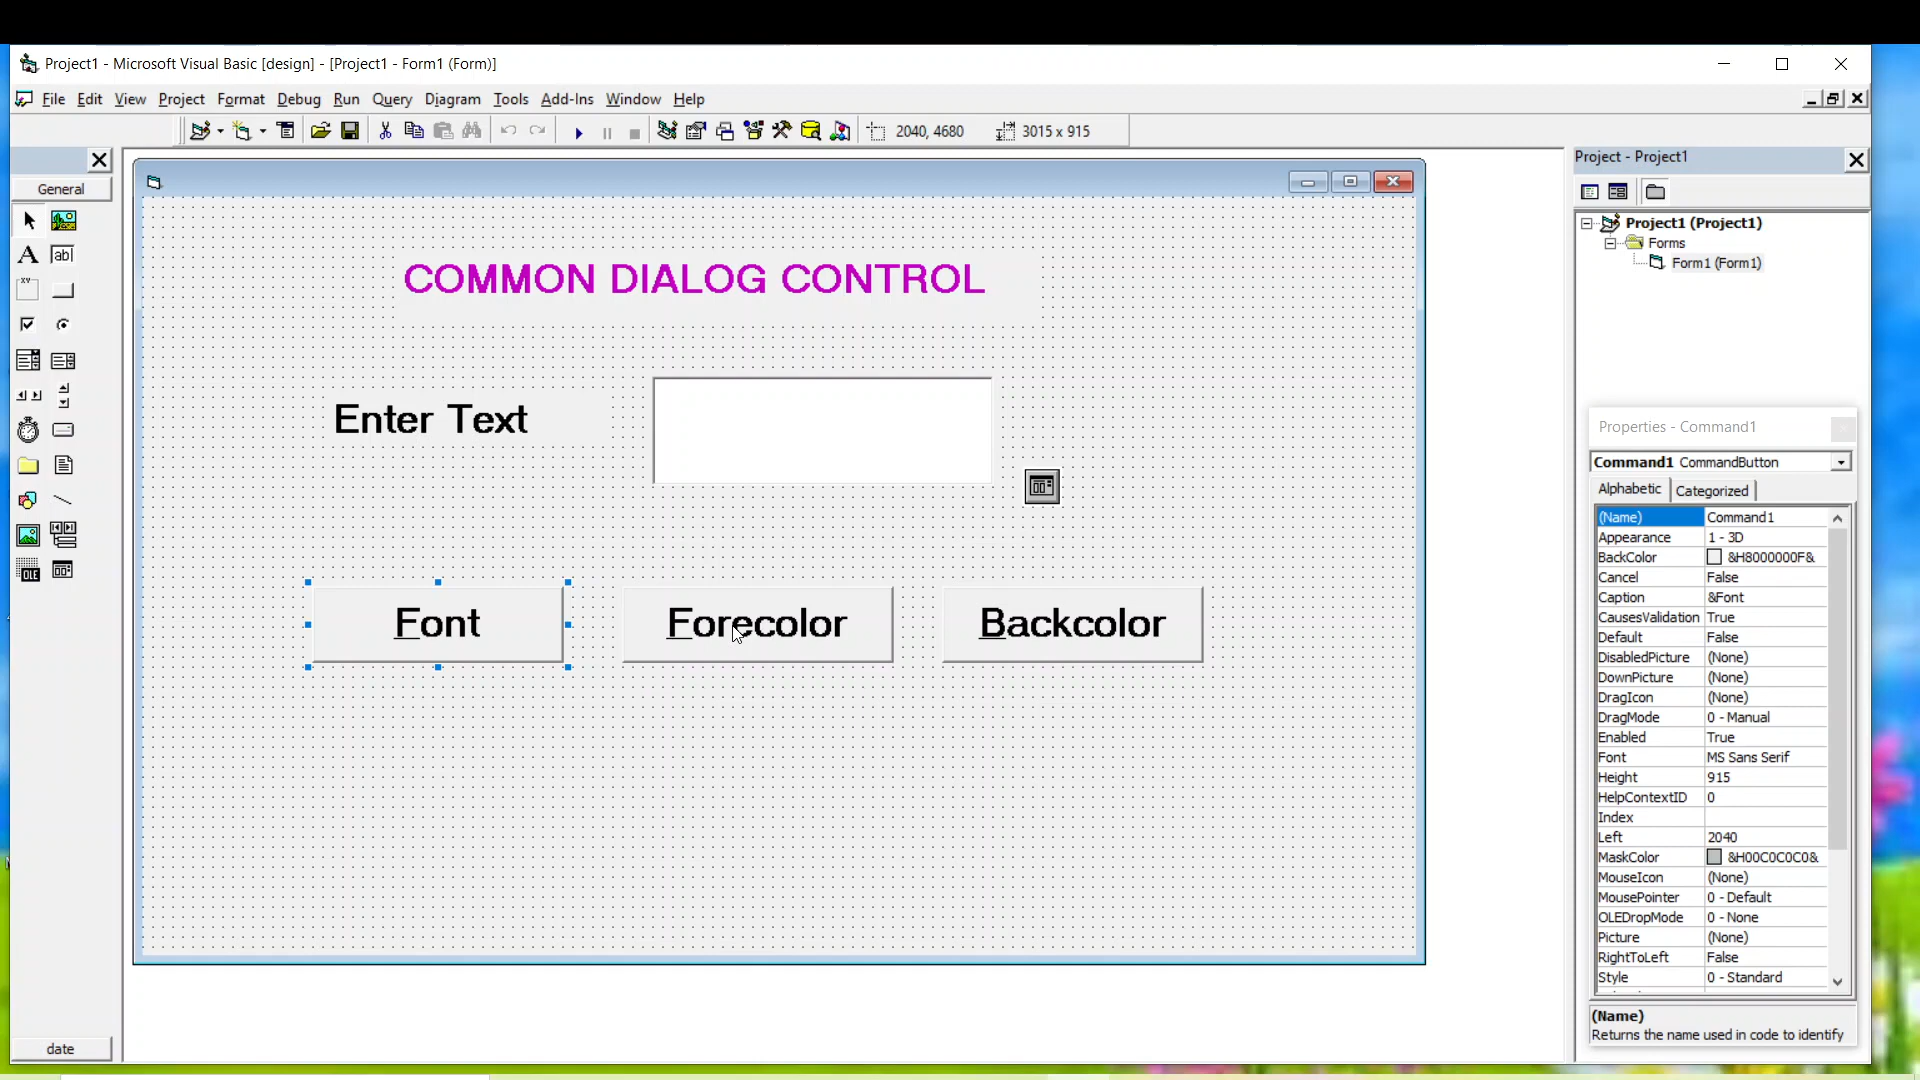 Project1 - Microsoft Visual Basic [design] - [Project1 - Form1 (Form)]
File Edit View Project Format Debug Run Query Diagram Tools Add-Ins Window Help
2040, 4680 3015 x 915
General
A abl
XY
OLE
date
COMMON DIALOG CONTROL
Enter Text
Font Forecolor Backcolor
Project - Project1
Project1 (Project1)
Forms
Form1 (Form1)
Properties - Command1
Command1 CommandButton
Alphabetic Categorized
(Name) Command1
Appearance 1 - 3D
BackColor &H8000000F&
Cancel False
Caption &Font
CausesValidation True
Default False
DisabledPicture (None)
DownPicture (None)
DragIcon (None)
DragMode 0 - Manual
Enabled True
Font MS Sans Serif
Height 915
HelpContextID 0
Index
Left 2040
MaskColor &H00C0C0C0&
MouseIcon (None)
MousePointer 0 - Default
OLEDropMode 0 - None
Picture (None)
RightToLeft False
Style 0 - Standard
(Name)
Returns the name used in code to identify